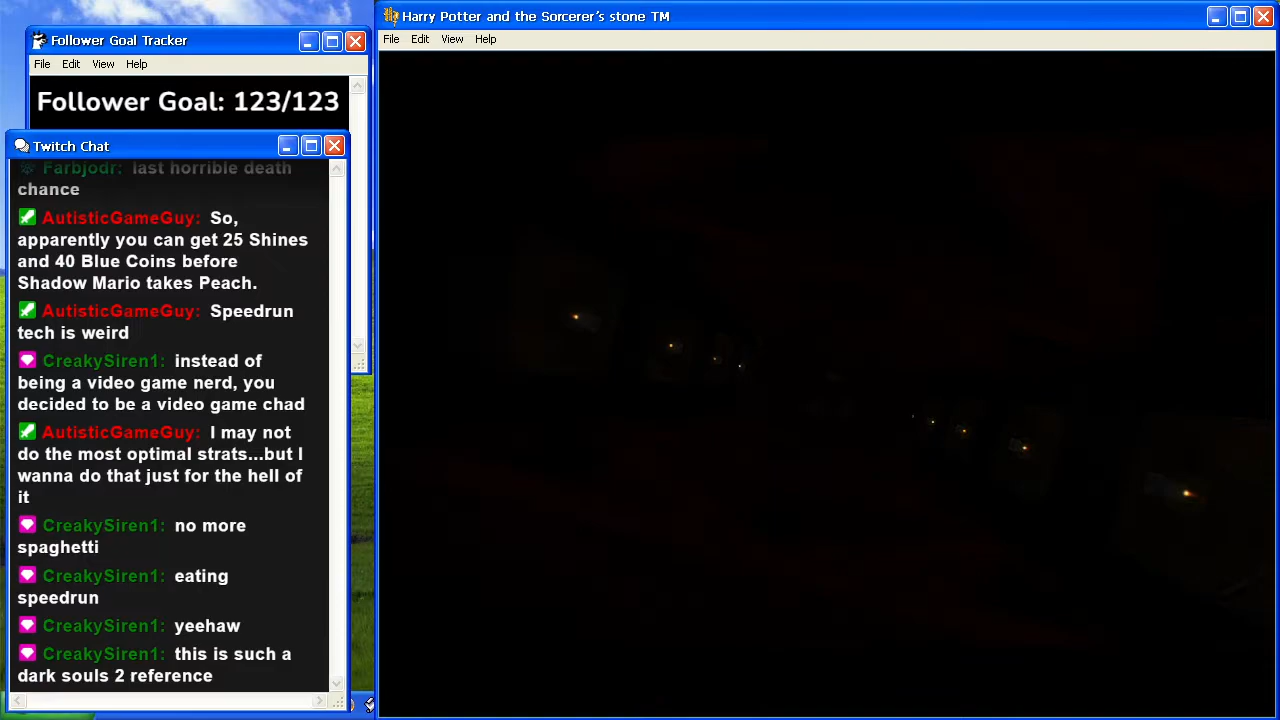 Follower Goal Tracker
File Edit View Help
Follower Goal: 123/123
Twitch Chat
Farbjodr: last horrible death
chance
AutisticGameGuy: So,
apparently you can get 25 Shines
and 40 Blue Coins before
Shadow Mario takes Peach.
AutisticGameGuy: Speedrun
tech is weird
CreakySiren1: instead of
being a video game nerd, you
decided to be a video game chad
AutisticGameGuy: I may not
do the most optimal strats...but I
wanna do that just for the hell of
it
CreakySiren1: no more
spaghetti
CreakySiren1: eating
speedrun
CreakySiren1: yeehaw
CreakySiren1: this is such a
dark souls 2 reference
Harry Potter and the Sorcerer's stone TM
File Edit View Help